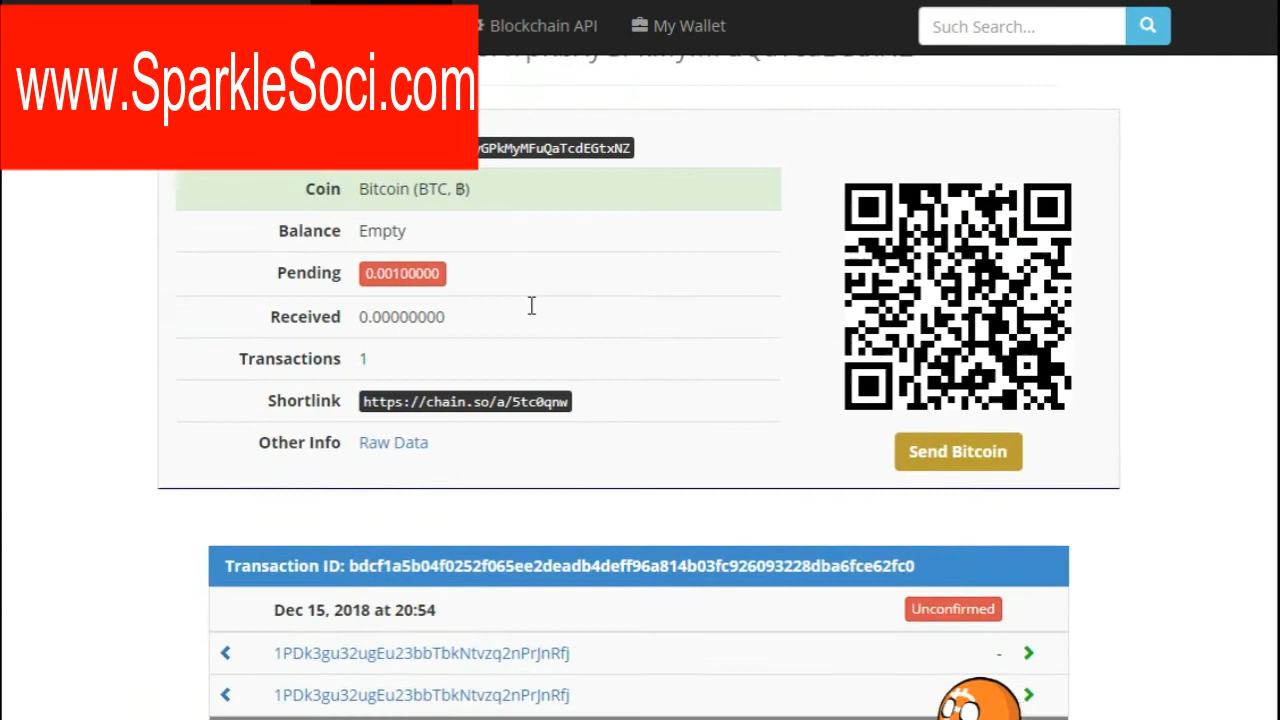 Blockchain API My Wallet Such Search...
www.SparkleSoci.com
yGPkMyMFuQaTcdEGtxNZ
Coin Bitcoin (BTC, Ƀ)
Balance Empty
Pending 0.00100000
Received 0.00000000
Transactions 1
Shortlink https://chain.so/a/5tc0qnw
Other Info Raw Data
Send Bitcoin
Transaction ID: bdcf1a5b04f0252f065ee2deadb4deff96a814b03fc926093228dba6fce62fc0
Dec 15, 2018 at 20:54 Unconfirmed
1PDk3gu32ugEu23bbTbkNtvzq2nPrJnRfj -
1PDk3gu32ugEu23bbTbkNtvzq2nPrJnRfj